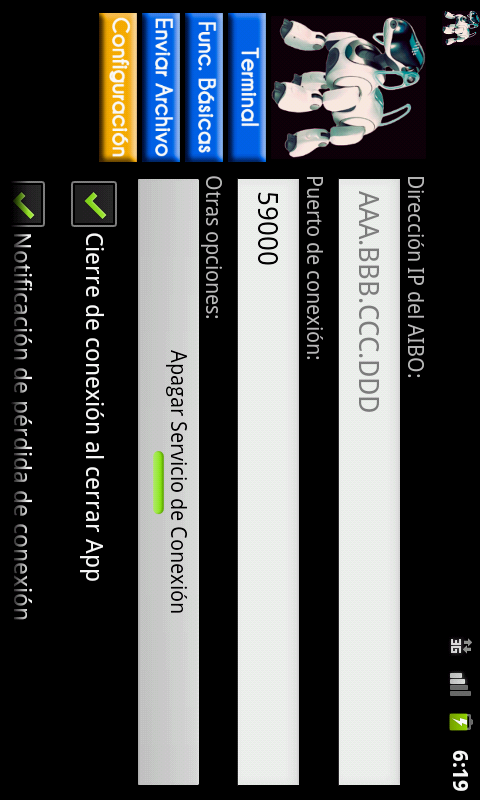 3G
6:19
Terminal
Func. Básicas
Enviar Archivo
Configuración
Dirección IP del AIBO:
AAA.BBB.CCC.DDD
Puerto de conexión:
59000
Otras opciones:
Apagar Servicio de Conexión
Cierre de conexión al cerrar App
Notificación de pérdida de conexión